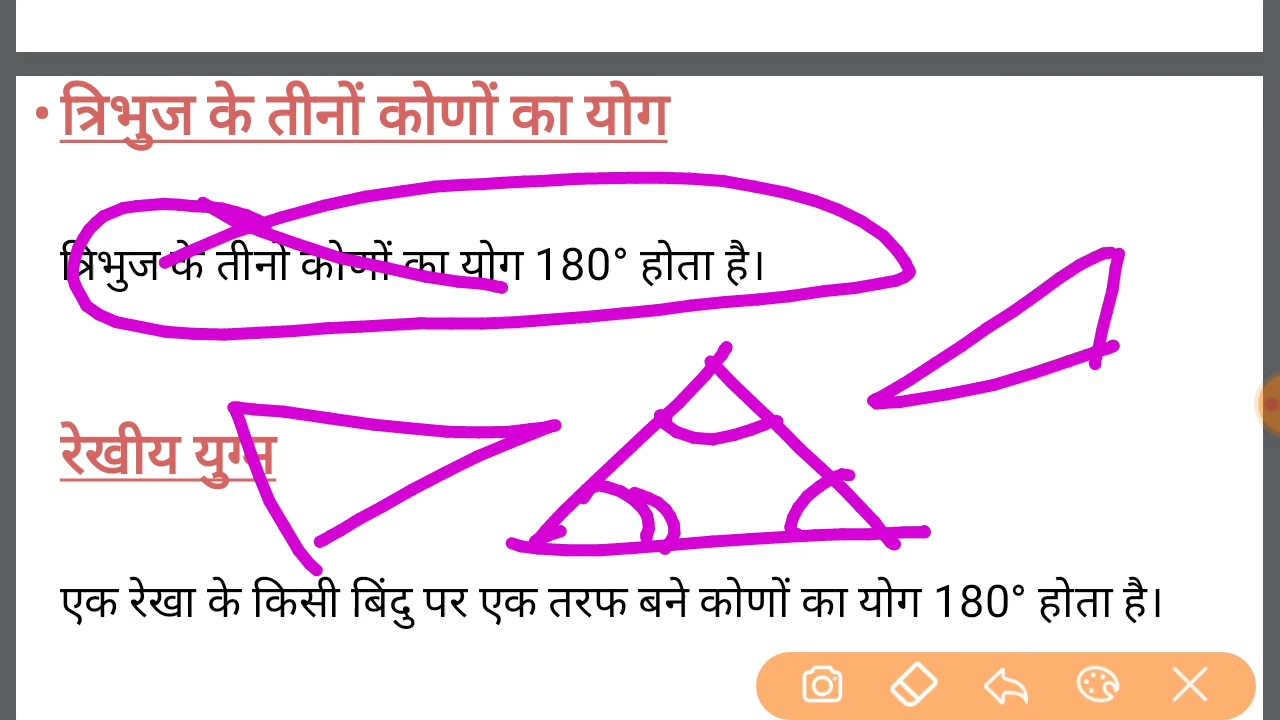 • त्रिभुज के तीनों कोणों का योग
त्रिभुज के तीनों कोणों का योग 180° होता है।
रेखीय युग्म
एक रेखा के किसी बिंदु पर एक तरफ बने कोणों का योग 180° होता है।